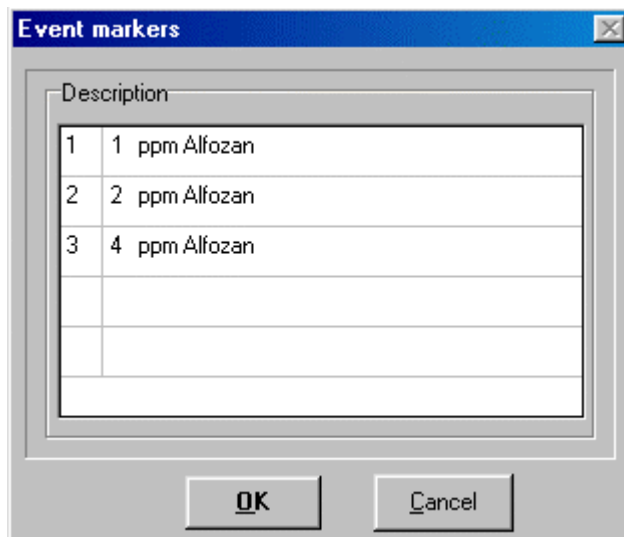 Event markers
Description
1 1 ppm Alfozan
2 2 ppm Alfozan
3 4 ppm Alfozan
OK Cancel